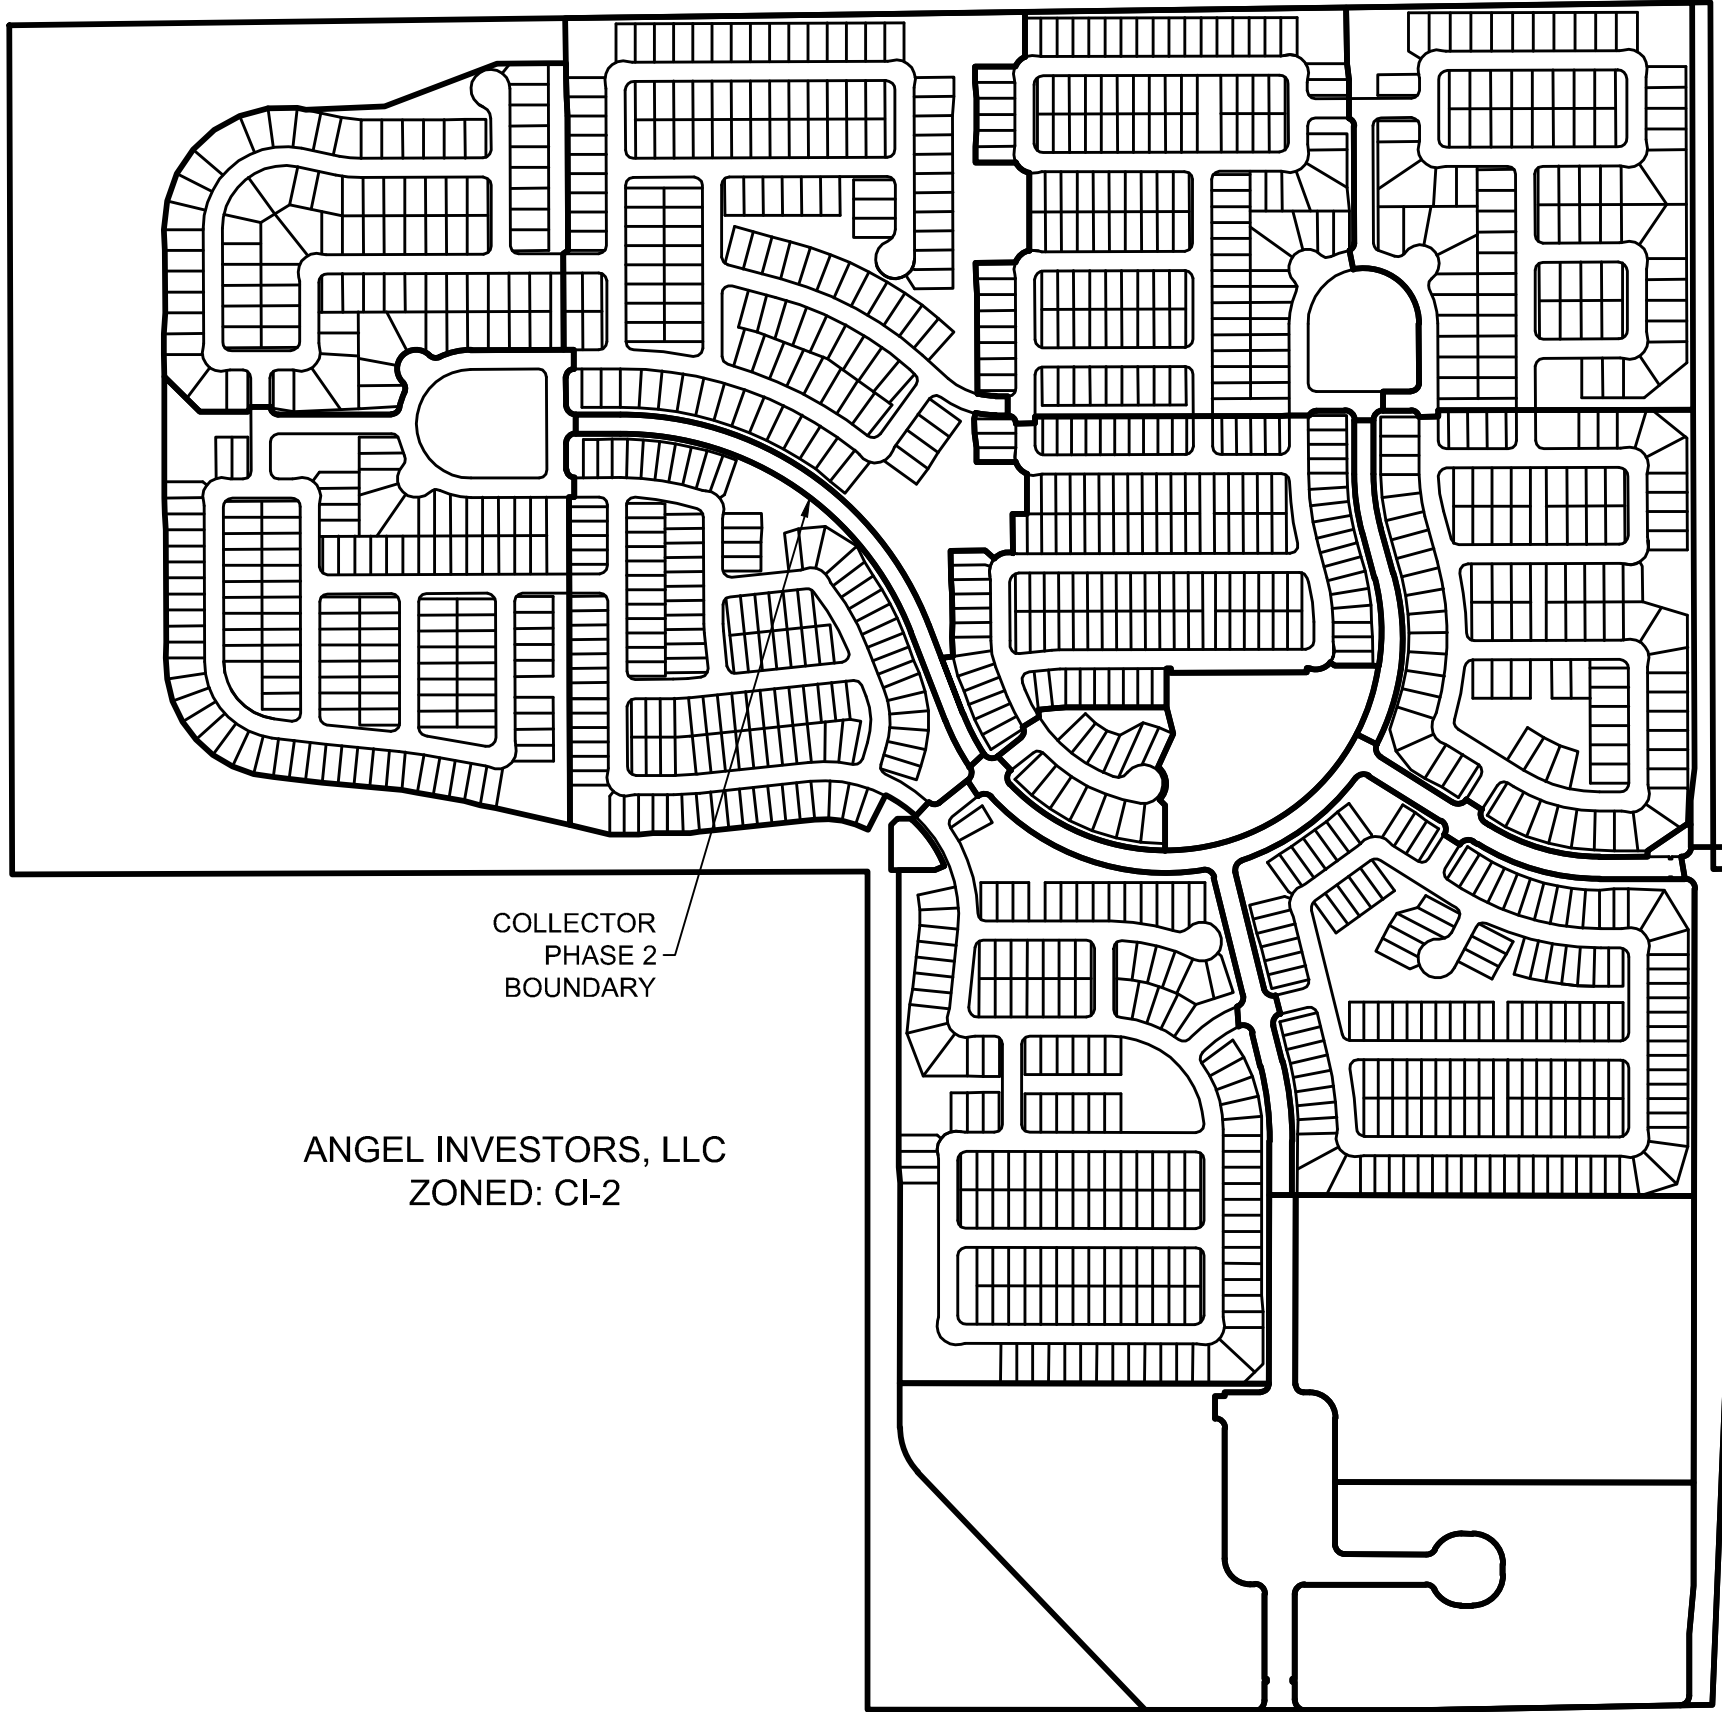 COLLECTOR
PHASE 2
BOUNDARY
ANGEL INVESTORS, LLC
ZONED: CI-2